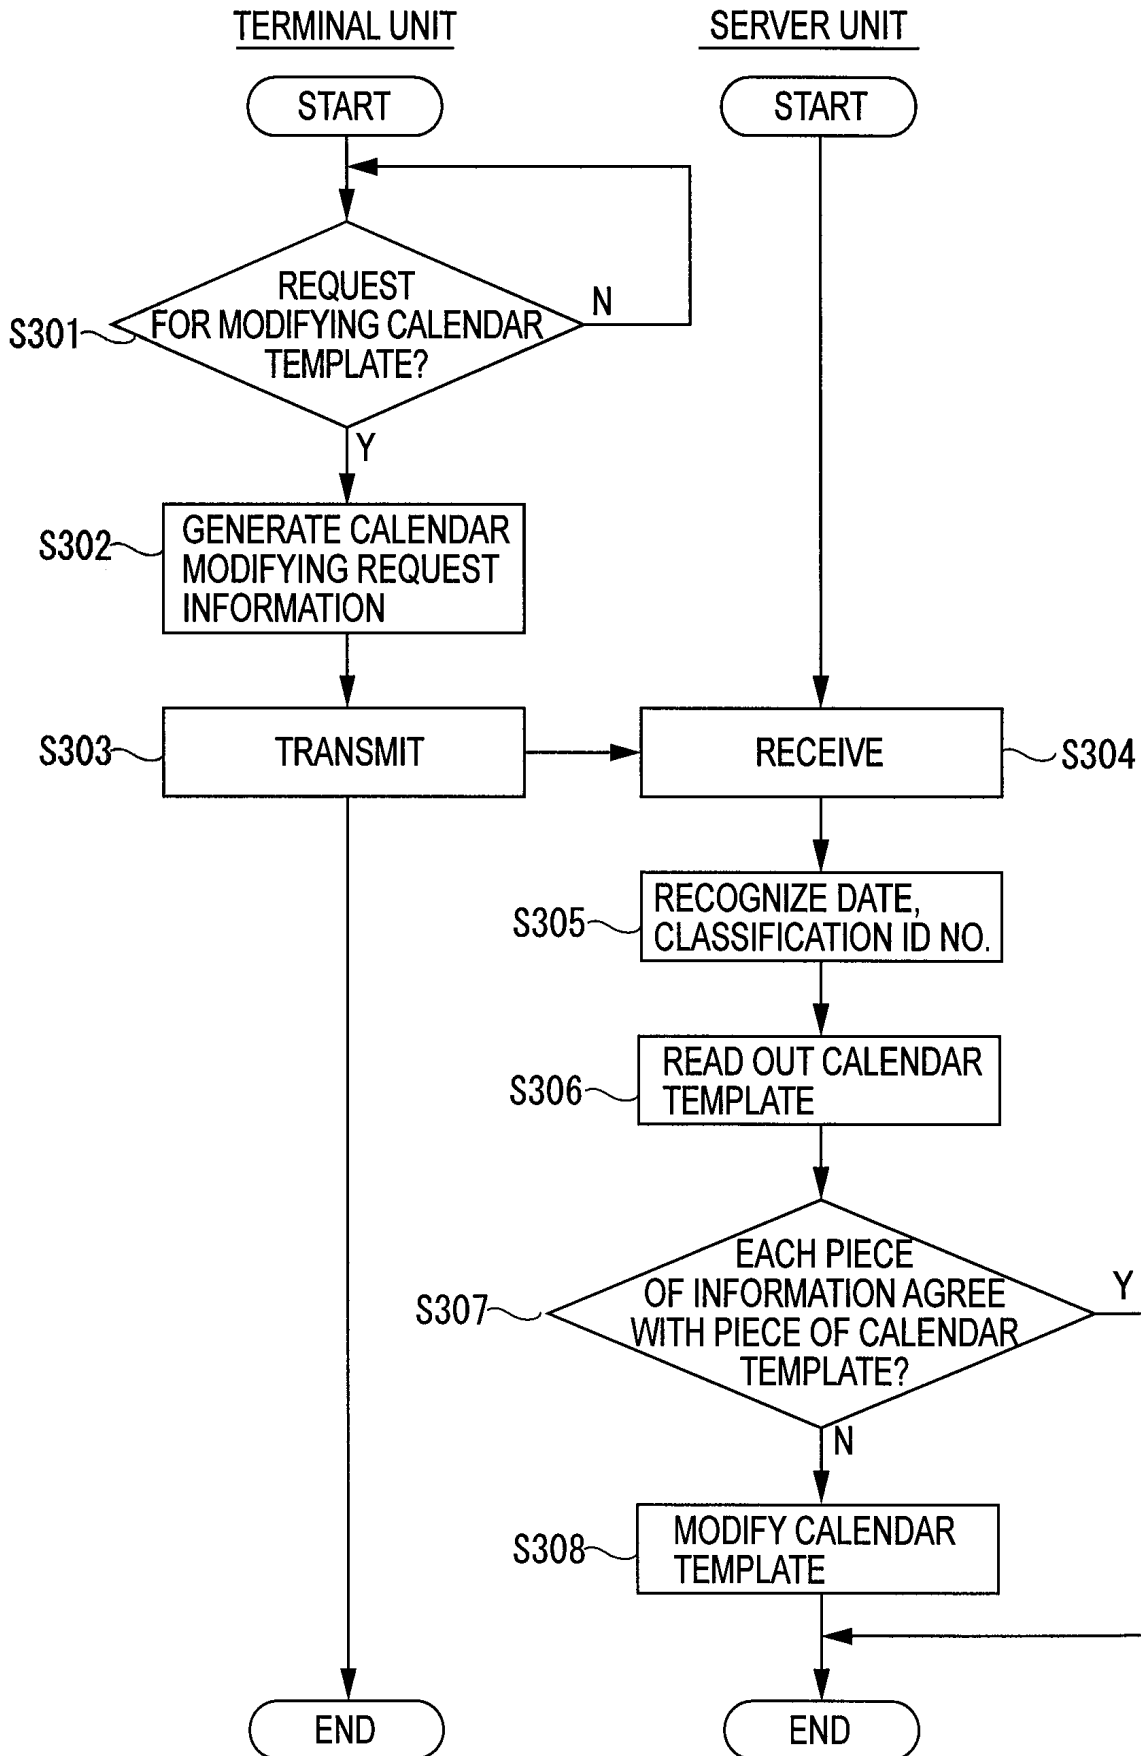 TERMINAL UNIT
SERVER UNIT
START
START
REQUEST
FOR MODIFYING CALENDAR
TEMPLATE?
N
S301
Y
GENERATE CALENDAR
MODIFYING REQUEST
INFORMATION
S302
TRANSMIT
S303
RECEIVE
S304
RECOGNIZE DATE,
CLASSIFICATION ID NO.
S305
READ OUT CALENDAR
TEMPLATE
S306
EACH PIECE
OF INFORMATION AGREE
WITH PIECE OF CALENDAR
TEMPLATE?
Y
S307
N
MODIFY CALENDAR
TEMPLATE
S308
END
END